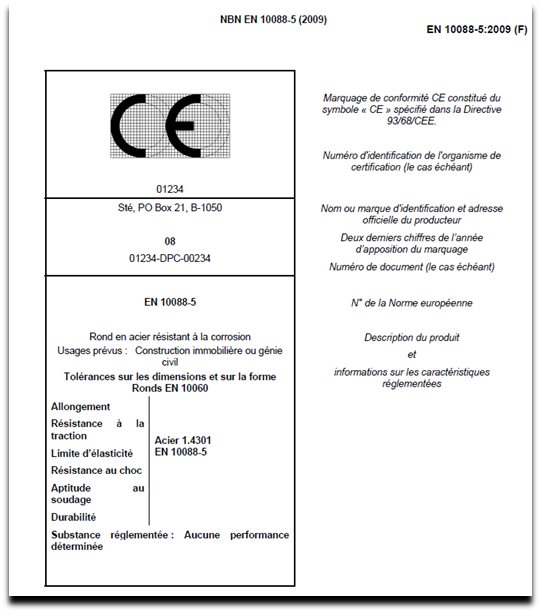 NBN EN 10088-5 (2009)
EN 10088-5:2009 (F)
CE
01234
Sté, PO Box 21, B-1050
08
01234-DPC-00234
EN 10088-5
Rond en acier résistant à la corrosion
Usages prévus : Construction immobilière ou génie
civil
Tolérances sur les dimensions et sur la forme
Ronds EN 10060
Allongement
Résistance à la
traction
Limite d'élasticité
Résistance au choc
Aptitude au
soudage
Durabilité
Acier 1.4301
EN 10088-5
Substance réglementée : Aucune performance
déterminée
Marquage de conformité CE constitué du
symbole « CE » spécifié dans la Directive
93/68/CEE.
Numéro d'identification de l'organisme de
certification (le cas échéant)
Nom ou marque d'identification et adresse
officielle du producteur
Deux derniers chiffres de l'année
d'apposition du marquage
Numéro de document (le cas échéant)
N° de la Norme européenne
Description du produit
et
informations sur les caractéristiques
réglementées